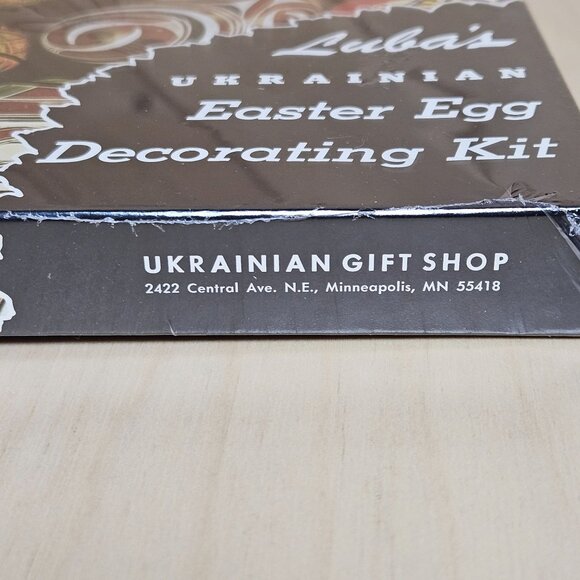 Luba's
UKRAINIAN
Easter Egg
Decorating Kit
UKRAINIAN GIFT SHOP
2422 Central Ave. N.E., Minneapolis, MN 55418